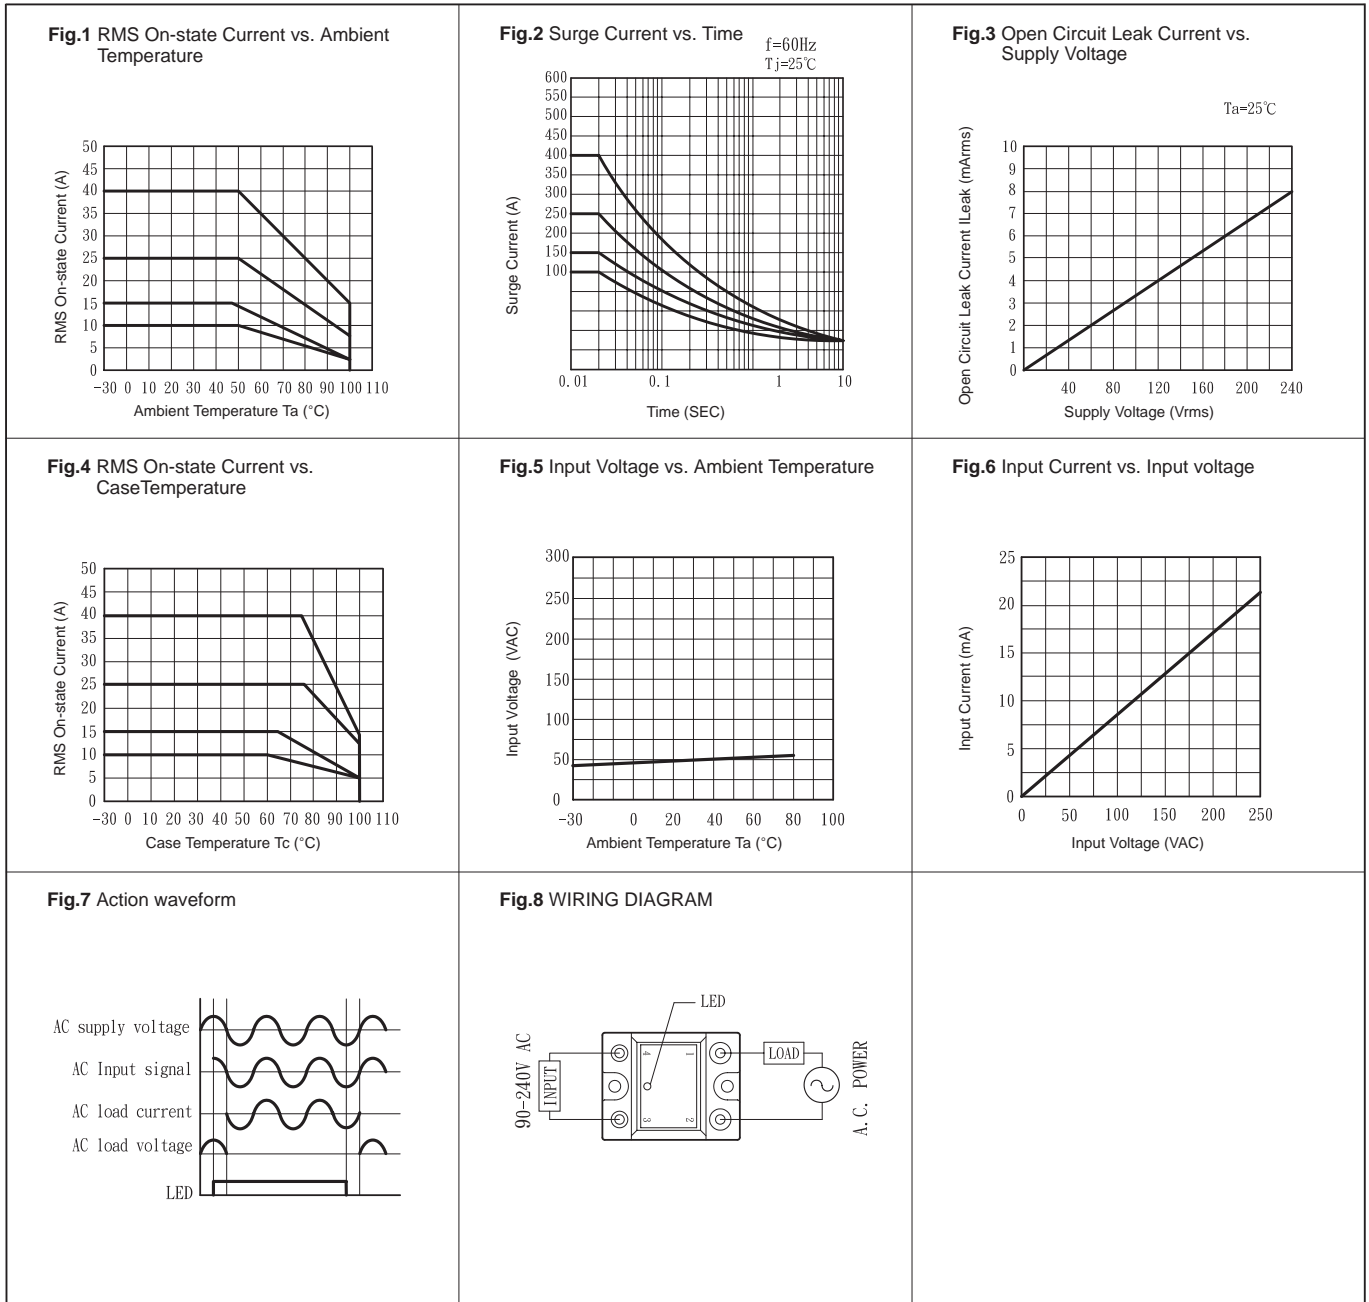 Fig.1 RMS On-state Current vs. Ambient
Temperature
50
45
40
35
30
25
20
15
10
5
0
RMS On-state Current (A)
-30 0 10 20 30 40 50 60 70 80 90 100 110
Ambient Temperature Ta (°C)
Fig.2 Surge Current vs. Time
f=60Hz
Tj=25℃
600
550
500
450
400
350
300
250
200
150
100
Surge Current (A)
0.01 0.1 1 10
Time (SEC)
Fig.3 Open Circuit Leak Current vs.
Supply Voltage
Ta=25℃
10
9
8
7
6
5
4
3
2
1
0
Open Circuit Leak Current ILeak (mArms)
40 80 120 160 200 240
Supply Voltage (Vrms)
Fig.4 RMS On-state Current vs.
CaseTemperature
50
45
40
35
30
25
20
15
10
5
0
RMS On-state Current (A)
-30 0 10 20 30 40 50 60 70 80 90 100 110
Case Temperature Tc (°C)
Fig.5 Input Voltage vs. Ambient Temperature
300
250
200
150
100
50
0
Input Voltage (VAC)
-30 0 20 40 60 80 100
Ambient Temperature Ta (°C)
Fig.6 Input Current vs. Input voltage
25
20
15
10
5
0
Input Current (mA)
0 50 100 150 200 250
Input Voltage (VAC)
Fig.7 Action waveform
AC supply voltage
AC Input signal
AC load current
AC load voltage
LED
Fig.8 WIRING DIAGRAM
LED
90-240V AC
INPUT
4
1
3
2
LOAD
A.C. POWER